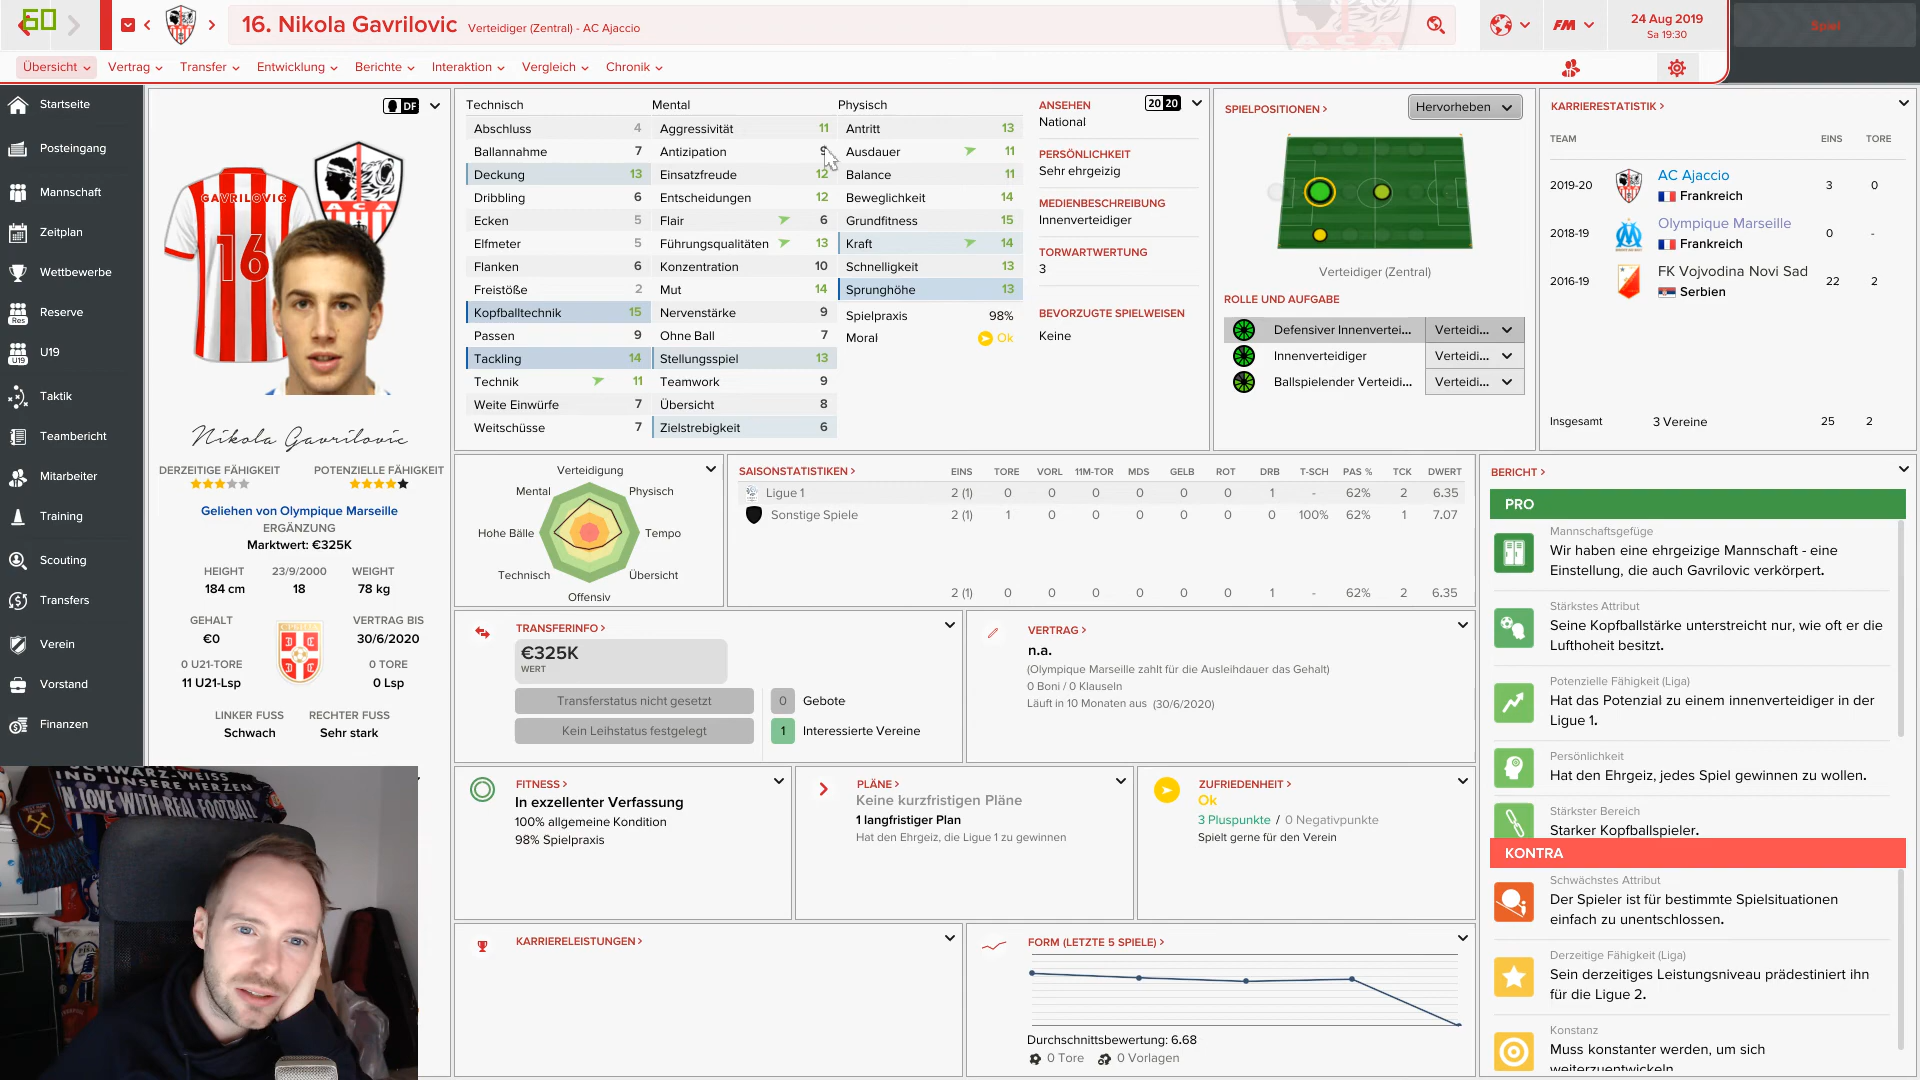 60
16. Nikola Gavrilovic
Verteidiger (Zentral) - AC Ajaccio
FM
24 Aug 2019
Sa 19:30
Spiel
Übersicht
Vertrag
Transfer
Entwicklung
Berichte
Interaktion
Vergleich
Chronik
Startseite
Posteingang
Mannschaft
Zeitplan
Wettbewerbe
Reserve
U19
Taktik
Teambericht
Mitarbeiter
Training
Scouting
Transfers
Verein
Vorstand
Finanzen
DF
GAVRILOVIC
16
Nikola Gavrilovic
DERZEITIGE FÄHIGKEIT
POTENZIELLE FÄHIGKEIT
Geliehen von Olympique Marseille
ERGÄNZUNG
Marktwert: €325K
HEIGHT 23/9/2000 WEIGHT
184 cm 18 78 kg
GEHALT VERTRAG BIS
€0 30/6/2020
0 U21-TORE 0 TORE
11 U21-Lsp 0 Lsp
LINKER FUSS RECHTER FUSS
Schwach Sehr stark
Technisch
Abschluss 4
Ballannahme 7
Deckung 13
Dribbling 6
Ecken 5
Elfmeter 5
Flanken 6
Freistöße 2
Kopfballtechnik 15
Passen 9
Tackling 14
Technik 11
Weite Einwürfe 7
Weitschüsse 7
Mental
Aggressivität 11
Antizipation 9
Einsatzfreude 12
Entscheidungen 12
Flair 6
Führungsqualitäten 13
Konzentration 10
Mut 14
Nervenstärke 9
Ohne Ball 7
Stellungsspiel 13
Teamwork 9
Übersicht 8
Zielstrebigkeit 6
Physisch
Antritt 13
Ausdauer 11
Balance 11
Beweglichkeit 14
Grundfitness 15
Kraft 14
Schnelligkeit 13
Sprunghöhe 13
Spielpraxis 98%
Moral Ok
20 20
ANSEHEN
National
PERSÖNLICHKEIT
Sehr ehrgeizig
MEDIENBESCHREIBUNG
Innenverteidiger
TORWARTWERTUNG
3
BEVORZUGTE SPIELWEISEN
Keine
SPIELPOSITIONEN >
Hervorheben
Verteidiger (Zentral)
ROLLE UND AUFGABE
Defensiver Innenvertei... Verteidi...
Innenverteidiger Verteidi...
Ballspielender Verteidi... Verteidi...
KARRIERESTATISTIK >
TEAM EINS TORE
2019-20 AC Ajaccio 3 0
Frankreich
2018-19 Olympique Marseille 0 -
Frankreich
2016-19 FK Vojvodina Novi Sad 22 2
Serbien
Insgesamt 3 Vereine 25 2
Verteidigung
Mental Physisch
Hohe Bälle Tempo
Technisch Übersicht
Offensiv
SAISONSTATISTIKEN > EINS TORE VORL 11M-TOR MDS GELB ROT DRB T-SCH PAS % TCK DWERT
Ligue 1 2 (1) 0 0 0 0 0 0 1 - 62% 2 6.35
Sonstige Spiele 2 (1) 1 0 0 0 0 0 0 100% 62% 1 7.07
2 (1) 0 0 0 0 0 0 1 - 62% 2 6.35
TRANSFERINFO >
€325K
WERT
Transferstatus nicht gesetzt
Kein Leihstatus festgelegt
0 Gebote
1 Interessierte Vereine
VERTRAG >
n.a.
(Olympique Marseille zahlt für die Ausleihdauer das Gehalt)
0 Boni / 0 Klauseln
Läuft in 10 Monaten aus (30/6/2020)
FITNESS >
In exzellenter Verfassung
100% allgemeine Kondition
98% Spielpraxis
PLÄNE >
Keine kurzfristigen Pläne
1 langfristiger Plan
Hat den Ehrgeiz, die Ligue 1 zu gewinnen
ZUFRIEDENHEIT >
Ok
3 Pluspunkte / 0 Negativpunkte
Spielt gerne für den Verein
KARRIERELEISTUNGEN >
FORM (LETZTE 5 SPIELE) >
Durchschnittsbewertung: 6.68
0 Tore 0 Vorlagen
BERICHT >
PRO
Mannschaftsgefüge
Wir haben eine ehrgeizige Mannschaft - eine
Einstellung, die auch Gavrilovic verkörpert.
Stärkstes Attribut
Seine Kopfballstärke unterstreicht nur, wie oft er die
Lufthoheit besitzt.
Potenzielle Fähigkeit (Liga)
Hat das Potenzial zu einem innenverteidiger in der
Ligue 1.
Persönlichkeit
Hat den Ehrgeiz, jedes Spiel gewinnen zu wollen.
Stärkster Bereich
Starker Kopfballspieler.
KONTRA
Schwächstes Attribut
Der Spieler ist für bestimmte Spielsituationen
einfach zu unentschlossen.
Derzeitige Fähigkeit (Liga)
Sein derzeitiges Leistungsniveau prädestiniert ihn
für die Ligue 2.
Konstanz
Muss konstanter werden, um sich
weiterzuentwickeln.
SCHWARZ-WEISS
IND UNSERE HERZEN
N LOVE WITH REAL FOOTBALL